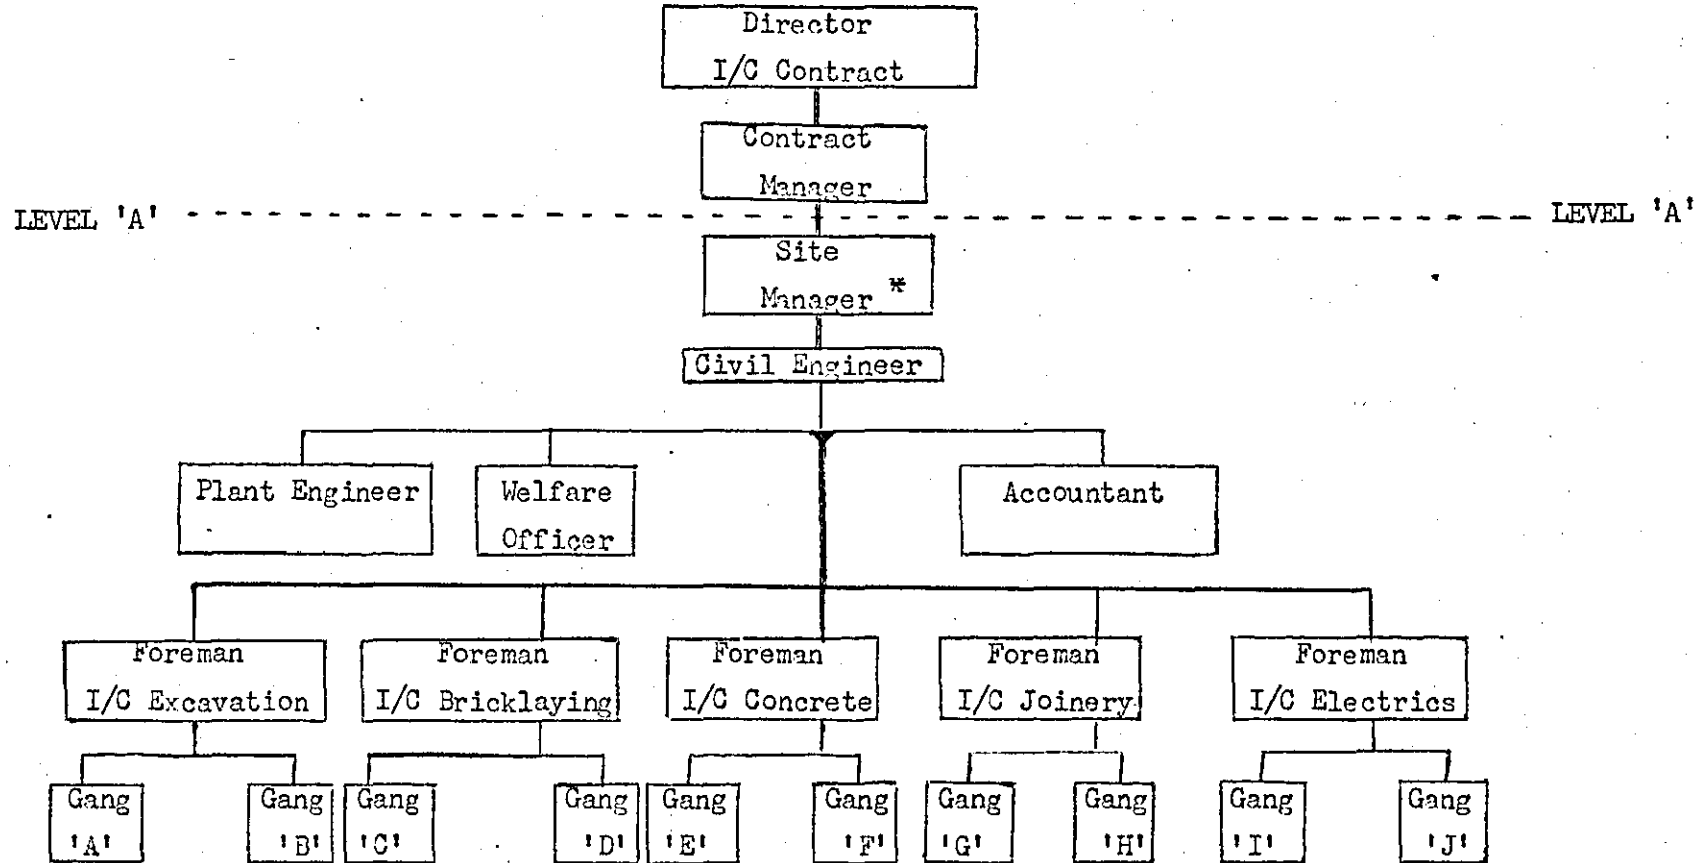 Director
I/C Contract
Contract
Manager
LEVEL 'A' LEVEL 'A'
Site
Manager *
Civil Engineer
Plant Engineer
Welfare
Officer
Accountant
Foreman
I/C Excavation
Foreman
I/C Bricklaying
Foreman
I/C Concrete
Foreman
I/C Joinery
Foreman
I/C Electrics
Gang
'A'
Gang
'B'
Gang
'C'
Gang
'D'
Gang
'E'
Gang
'F'
Gang
'G'
Gang
'H'
Gang
'I'
Gang
'J'